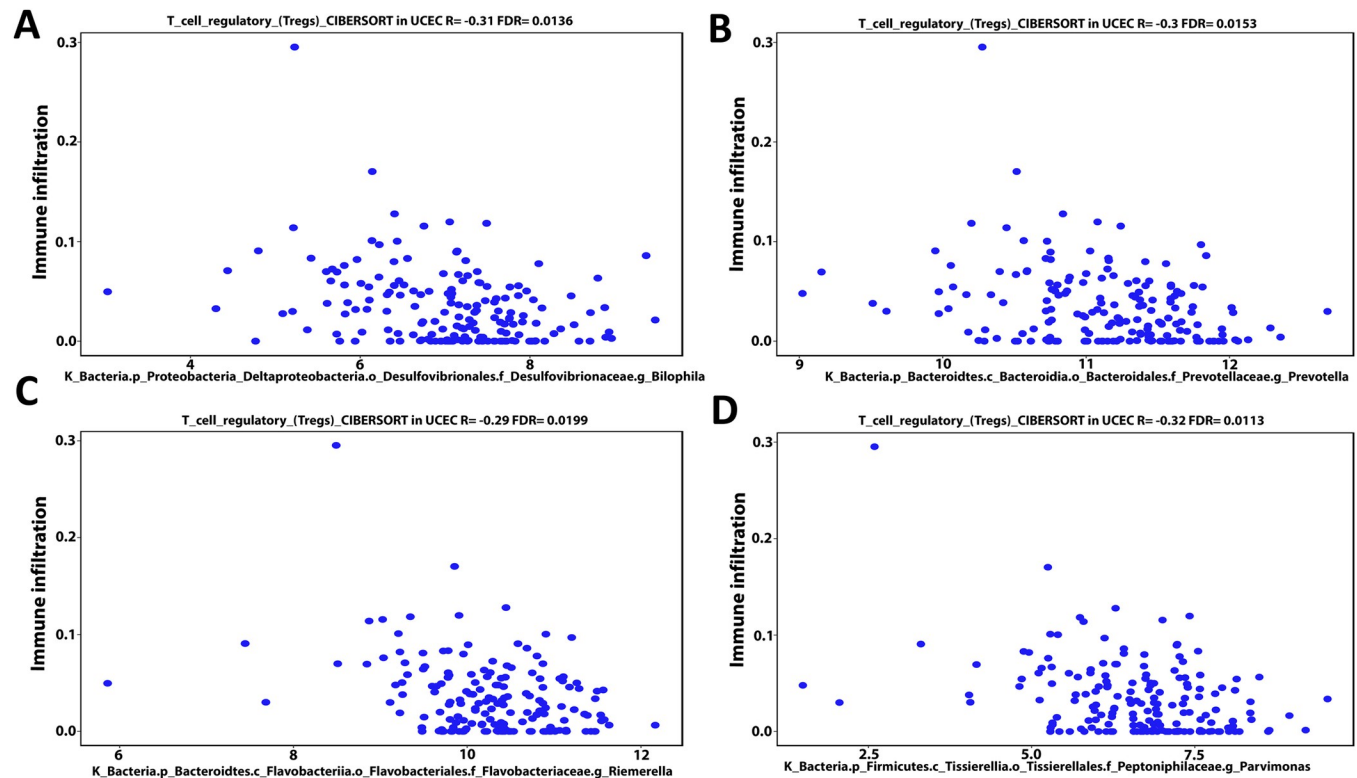 A
T_cell_regulatory_(Tregs)_CIBERSORT in UCEC R= -0.31 FDR= 0.0136
Immune infiltration
0.3
0.2
0.1
0.0
4 6 8
K_Bacteria.p_Proteobacteria_Deltaproteobacteria.o_Desulfovibrionales.f_Desulfovibrionaceae.g_Bilophila
B
T_cell_regulatory_(Tregs)_CIBERSORT in UCEC R= -0.3 FDR= 0.0153
Immune infiltration
0.3
0.2
0.1
0.0
9 10 11 12
K_Bacteria.p_Bacteroidtes.c_Bacteroidia.o_Bacteroidales.f_Prevotellaceae.g_Prevotella
C
T_cell_regulatory_(Tregs)_CIBERSORT in UCEC R= -0.29 FDR= 0.0199
Immune infiltration
0.3
0.2
0.1
0.0
6 8 10 12
K_Bacteria.p_Bacteroidtes.c_Flavobacteriia.o_Flavobacteriales.f_Flavobacteriaceae.g_Riemerella
D
T_cell_regulatory_(Tregs)_CIBERSORT in UCEC R= -0.32 FDR= 0.0113
Immune infiltration
0.3
0.2
0.1
0.0
2.5 5.0 7.5
K_Bacteria.p_Firmicutes.c_Tissierellia.o_Tissierellales.f_Peptoniphilaceae.g_Parvimonas